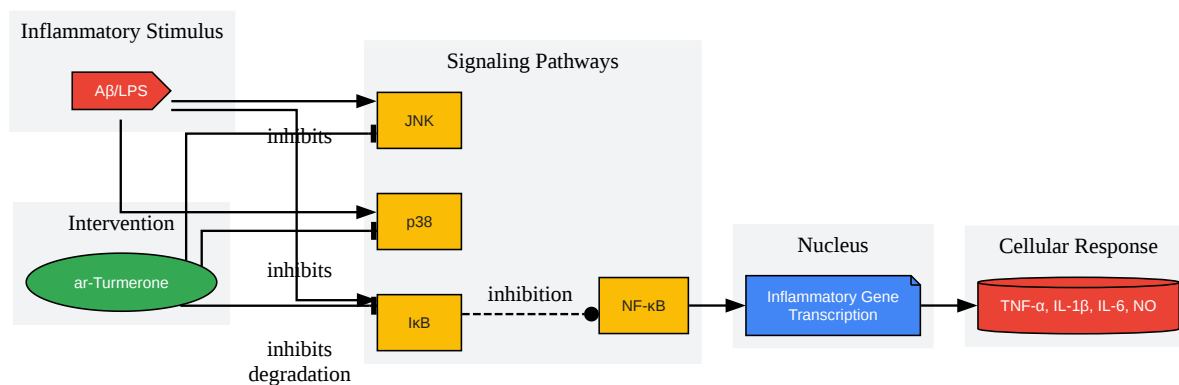 Inflammatory Stimulus
Aβ/LPS
Signaling Pathways
JNK
inhibits
p38
Intervention
ar-Turmerone
inhibits
IκB
inhibition
NF-κB
inhibits
degradation
Nucleus
Inflammatory Gene
Transcription
Cellular Response
TNF-α, IL-1β, IL-6, NO